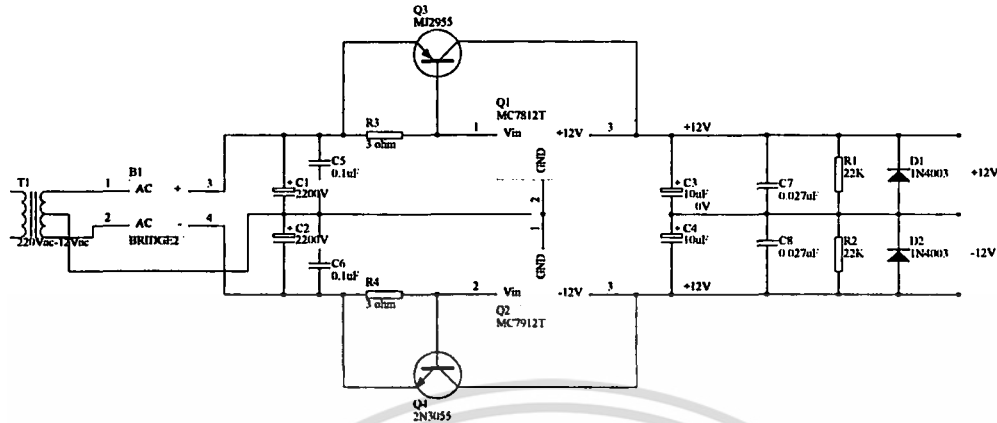 Q3
MJ2955
Q1
MC7812T
R3
3 ohm
1 Vin +12V 3 +12V
GND
2
T1
B1
1 AC + 3
2 AC - 4
BRIDGE2
220Vac-12Vac
C5
0.1uF
+ C1
2200V
+ C2
2200V
C6
0.1uF
+ C3
10uF
0V
+ C4
10uF
C7
0.027uF
C8
0.027uF
R1
22K
R2
22K
D1
1N4003
D2
1N4003
+12V
-12V
1
GND
R4
3 ohm
2 Vin -12V 3 +12V
Q2
MC7912T
Q4
2N3055